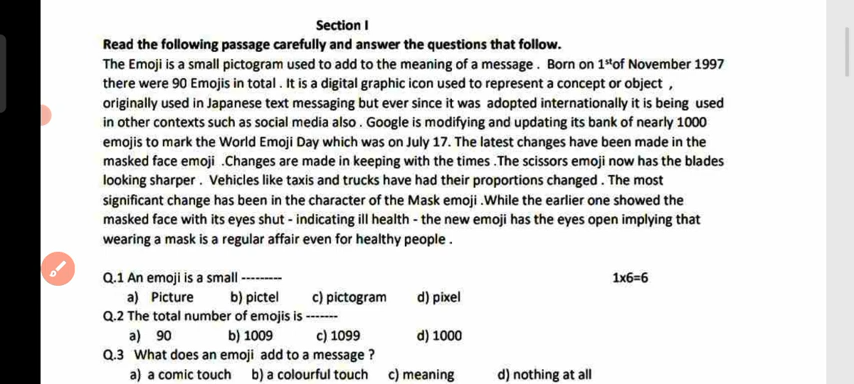 Section I
Read the following passage carefully and answer the questions that follow.
The Emoji is a small pictogram used to add to the meaning of a message . Born on 1ˢᵗof November 1997
there were 90 Emojis in total . It is a digital graphic icon used to represent a concept or object ,
originally used in Japanese text messaging but ever since it was adopted internationally it is being used
in other contexts such as social media also . Google is modifying and updating its bank of nearly 1000
emojis to mark the World Emoji Day which was on July 17. The latest changes have been made in the
masked face emoji .Changes are made in keeping with the times .The scissors emoji now has the blades
looking sharper . Vehicles like taxis and trucks have had their proportions changed . The most
significant change has been in the character of the Mask emoji .While the earlier one showed the
masked face with its eyes shut - indicating ill health - the new emoji has the eyes open implying that
wearing a mask is a regular affair even for healthy people .
Q.1 An emoji is a small --------- 1x6=6
a) Picture b) pictel c) pictogram d) pixel
Q.2 The total number of emojis is -------
a) 90 b) 1009 c) 1099 d) 1000
Q.3 What does an emoji add to a message ?
a) a comic touch b) a colourful touch c) meaning d) nothing at all